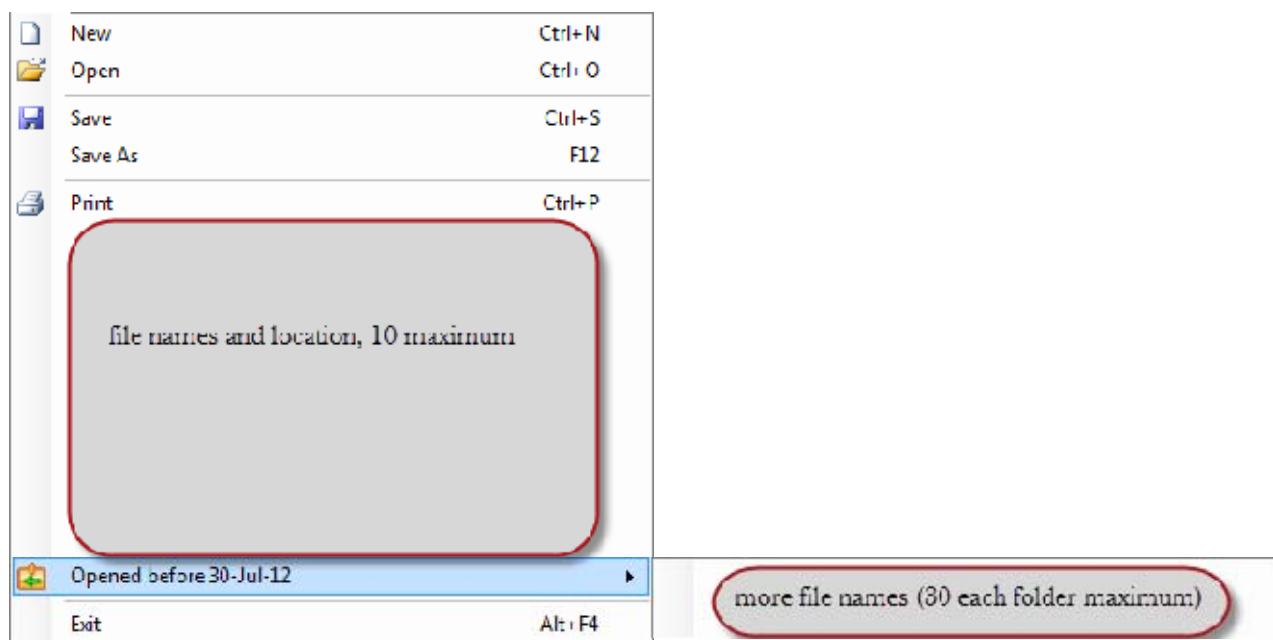 New Ctrl+N
Open Ctrl+O
Save Ctrl+S
Save As F12
Print Ctrl+P
file names and location, 10 maximum
Opened before 30-Jul-12
more file names (30 each folder maximum)
Exit Alt+F4